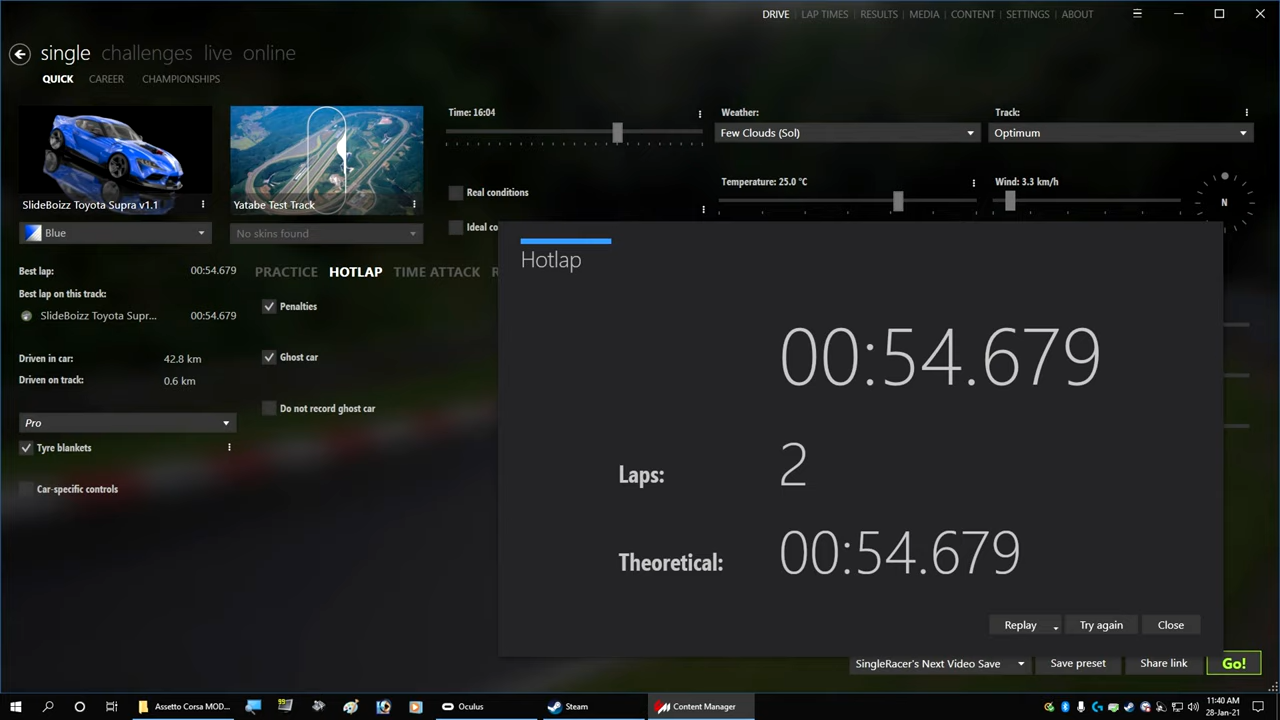 DRIVE | LAP TIMES | RESULTS | MEDIA | CONTENT | SETTINGS | ABOUT
single challenges live online
QUICK CAREER CHAMPIONSHIPS
SlideBoizz Toyota Supra v1.1
Yatabe Test Track
Blue
No skins found
Time: 16:04
Weather:
Few Clouds (Sol)
Track:
Optimum
Real conditions
Temperature: 25.0 °C
Wind: 3.3 km/h
N
Ideal co
Best lap: 00:54.679
Best lap on this track:
SlideBoizz Toyota Supr... 00:54.679
Driven in car: 42.8 km
Driven on track: 0.6 km
Pro
Tyre blankets
Car-specific controls
PRACTICE HOTLAP TIME ATTACK R
Penalties
Ghost car
Do not record ghost car
Hotlap
00:54.679
Laps: 2
Theoretical: 00:54.679
Replay Try again Close
SingleRacer's Next Video Save Save preset Share link Go!
Assetto Corsa MOD... Oculus Steam Content Manager
11:40 AM
28-Jan-21